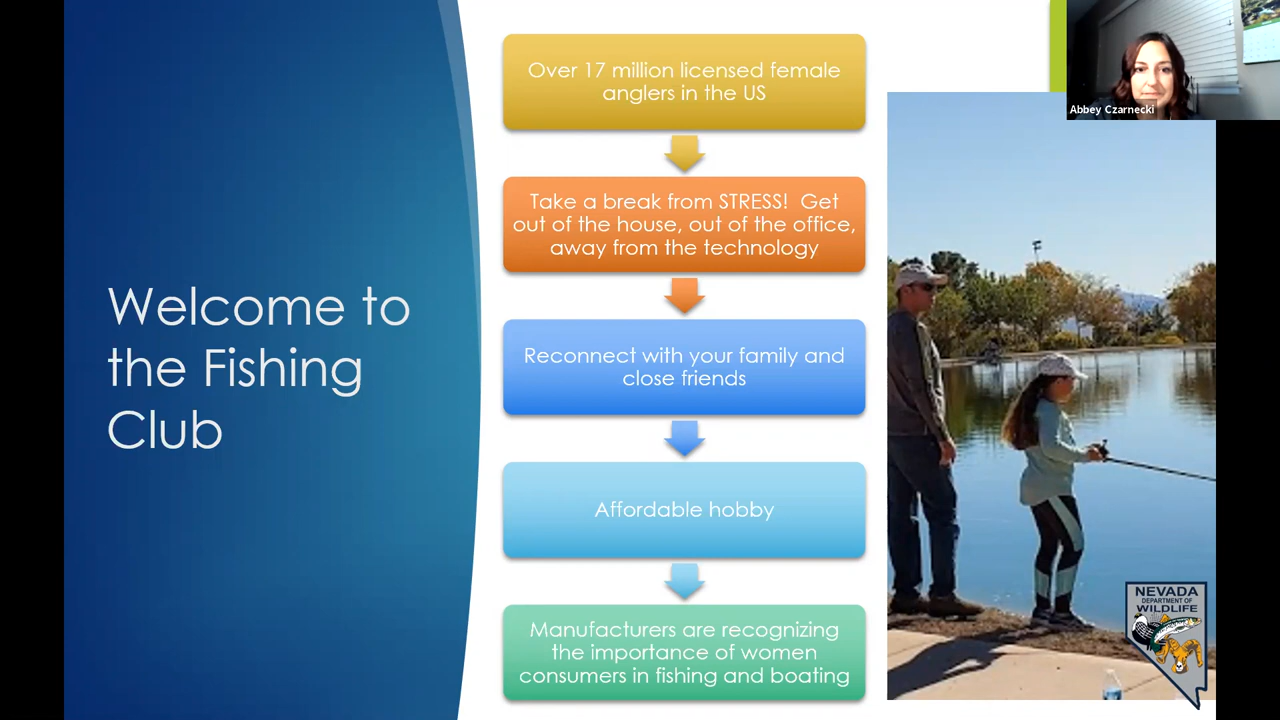 Welcome to
the Fishing
Club
Over 17 million licensed female
anglers in the US
Take a break from STRESS!  Get
out of the house, out of the office,
away from the technology
Reconnect with your family and
close friends
Affordable hobby
Manufacturers are recognizing
the importance of women
consumers in fishing and boating
Abbey Czarnecki
NEVADA
DEPARTMENT OF
WILDLIFE